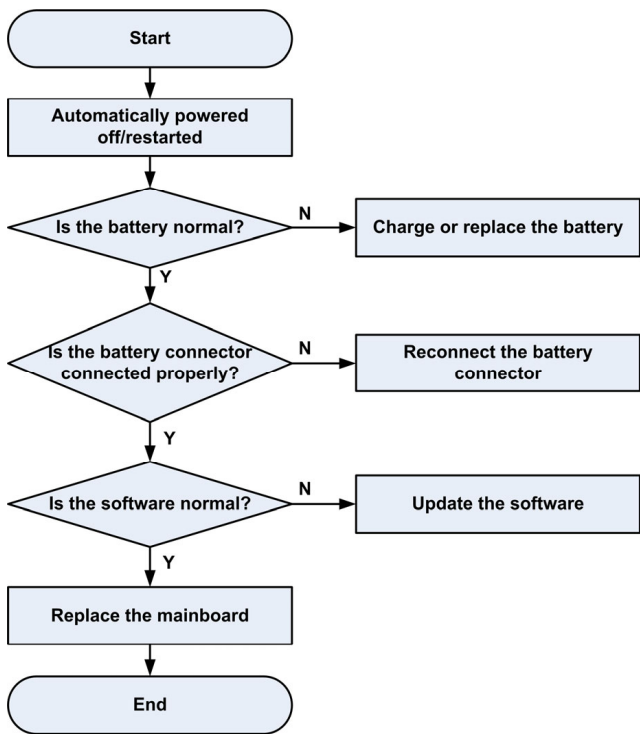 Start
Automatically powered
off/restarted
Is the battery normal?
N
Charge or replace the battery
Y
Is the battery connector
connected properly?
N
Reconnect the battery
connector
Y
Is the software normal?
N
Update the software
Y
Replace the mainboard
End